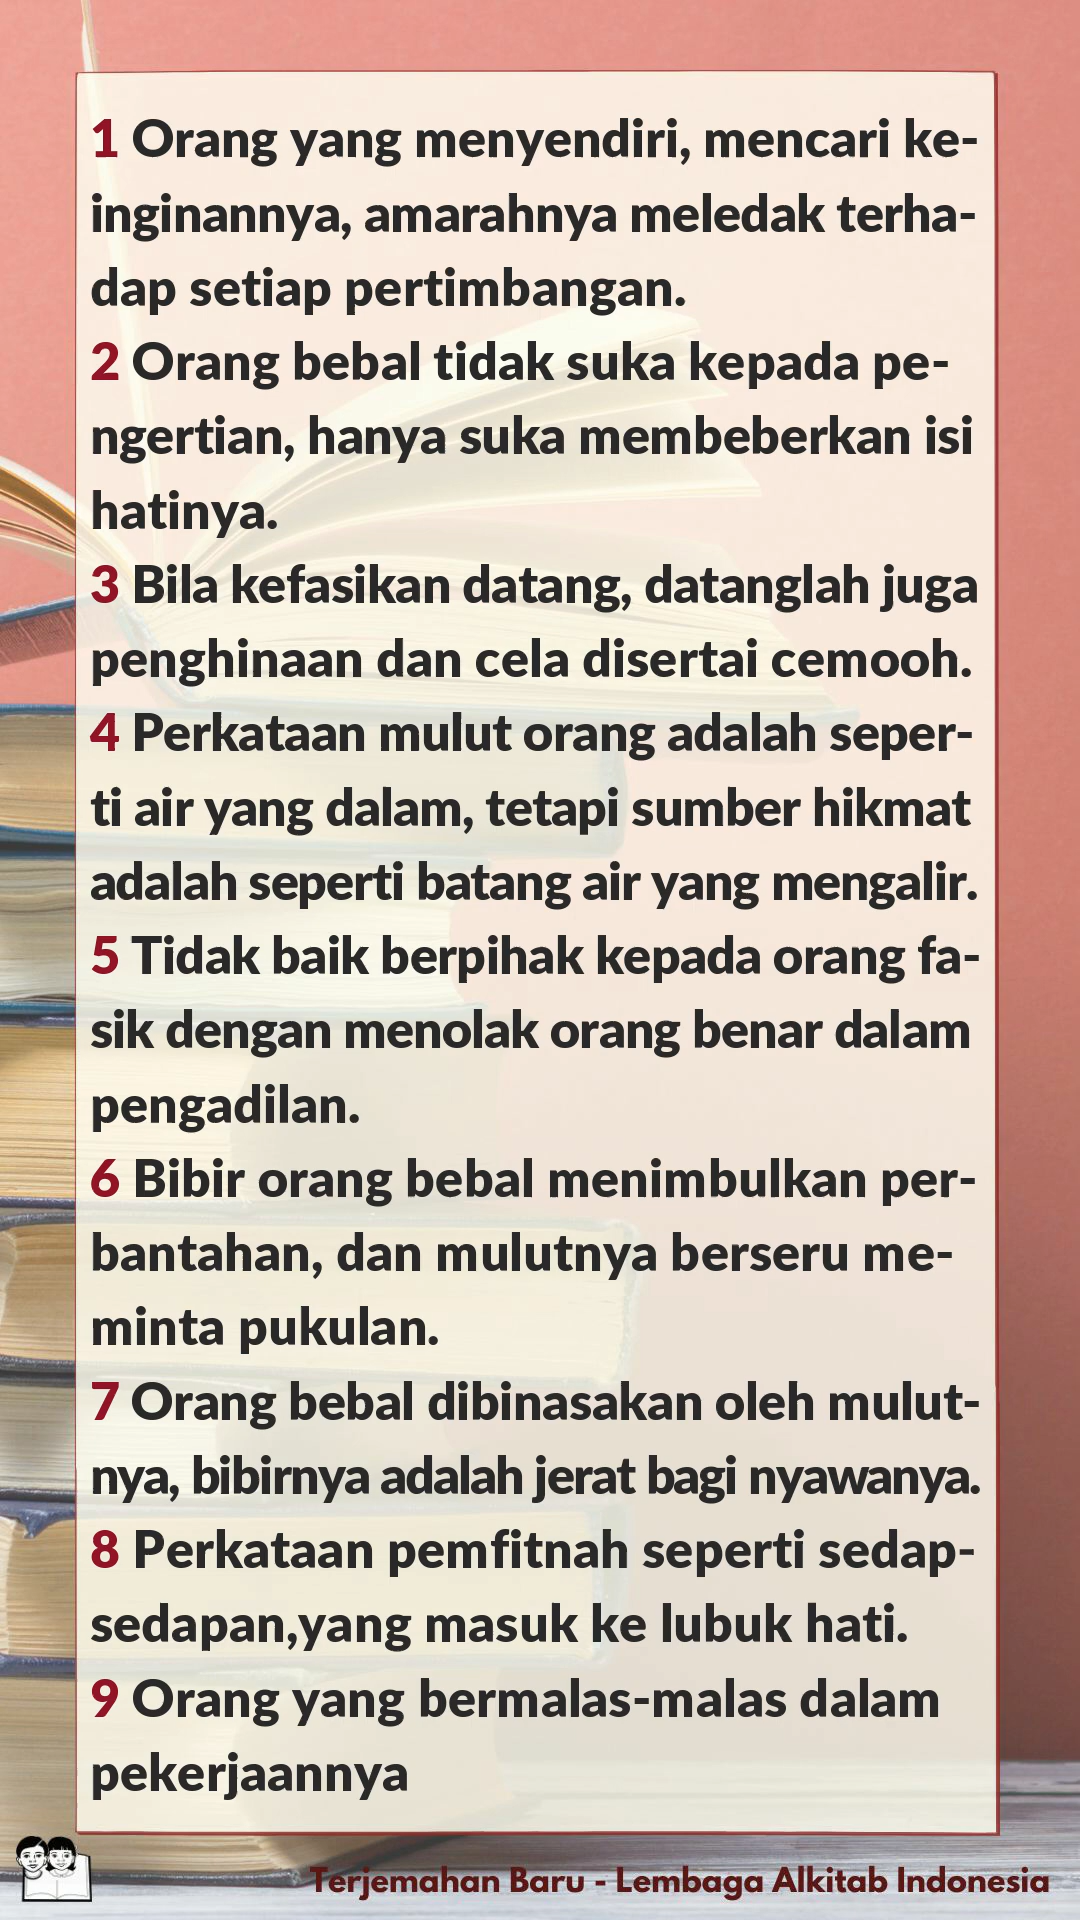 1 Orang yang menyendiri, mencari ke-
inginannya, amarahnya meledak terha-
dap setiap pertimbangan.
2 Orang bebal tidak suka kepada pe-
ngertian, hanya suka membeberkan isi
hatinya.
3 Bila kefasikan datang, datanglah juga
penghinaan dan cela disertai cemooh.
4 Perkataan mulut orang adalah seper-
ti air yang dalam, tetapi sumber hikmat
adalah seperti batang air yang mengalir.
5 Tidak baik berpihak kepada orang fa-
sik dengan menolak orang benar dalam
pengadilan.
6 Bibir orang bebal menimbulkan per-
bantahan, dan mulutnya berseru me-
minta pukulan.
7 Orang bebal dibinasakan oleh mulut-
nya, bibirnya adalah jerat bagi nyawanya.
8 Perkataan pemfitnah seperti sedap-
sedapan,yang masuk ke lubuk hati.
9 Orang yang bermalas-malas dalam
pekerjaannya
Terjemahan Baru - Lembaga Alkitab Indonesia